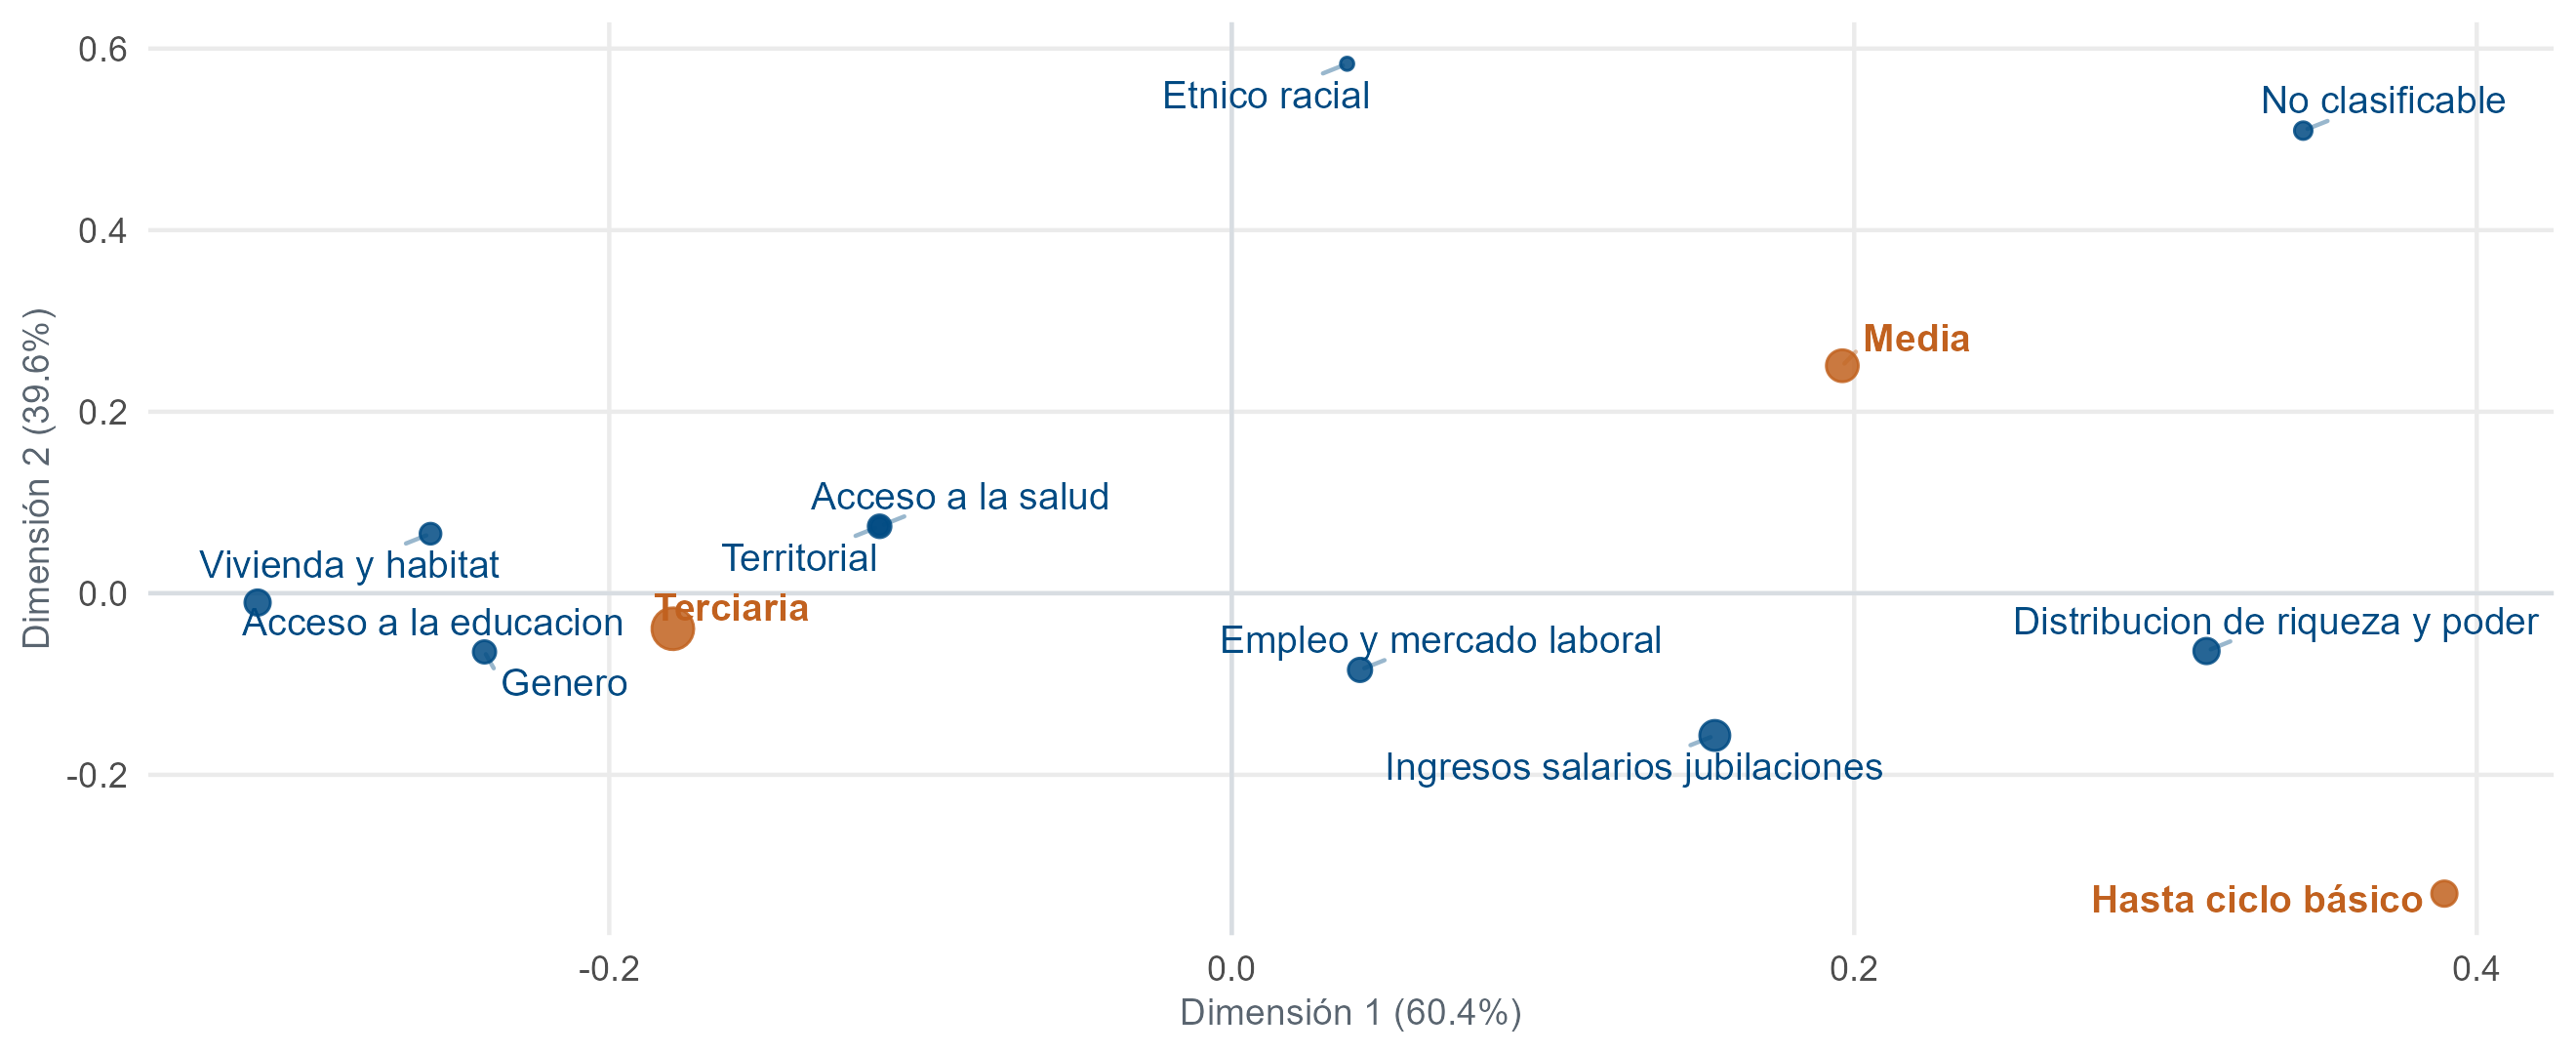 0.6
Etnico racial
No clasificable
0.4
Media
0.2
Acceso a la salud
Territorial
Vivienda y habitat
0.0
Terciaria
Acceso a la educacion
Distribucion de riqueza y poder
Empleo y mercado laboral
Genero
-0.2
Ingresos salarios jubilaciones
Hasta ciclo básico
Dimensión 2 (39.6%)
-0.2
0.0
0.2
0.4
Dimensión 1 (60.4%)